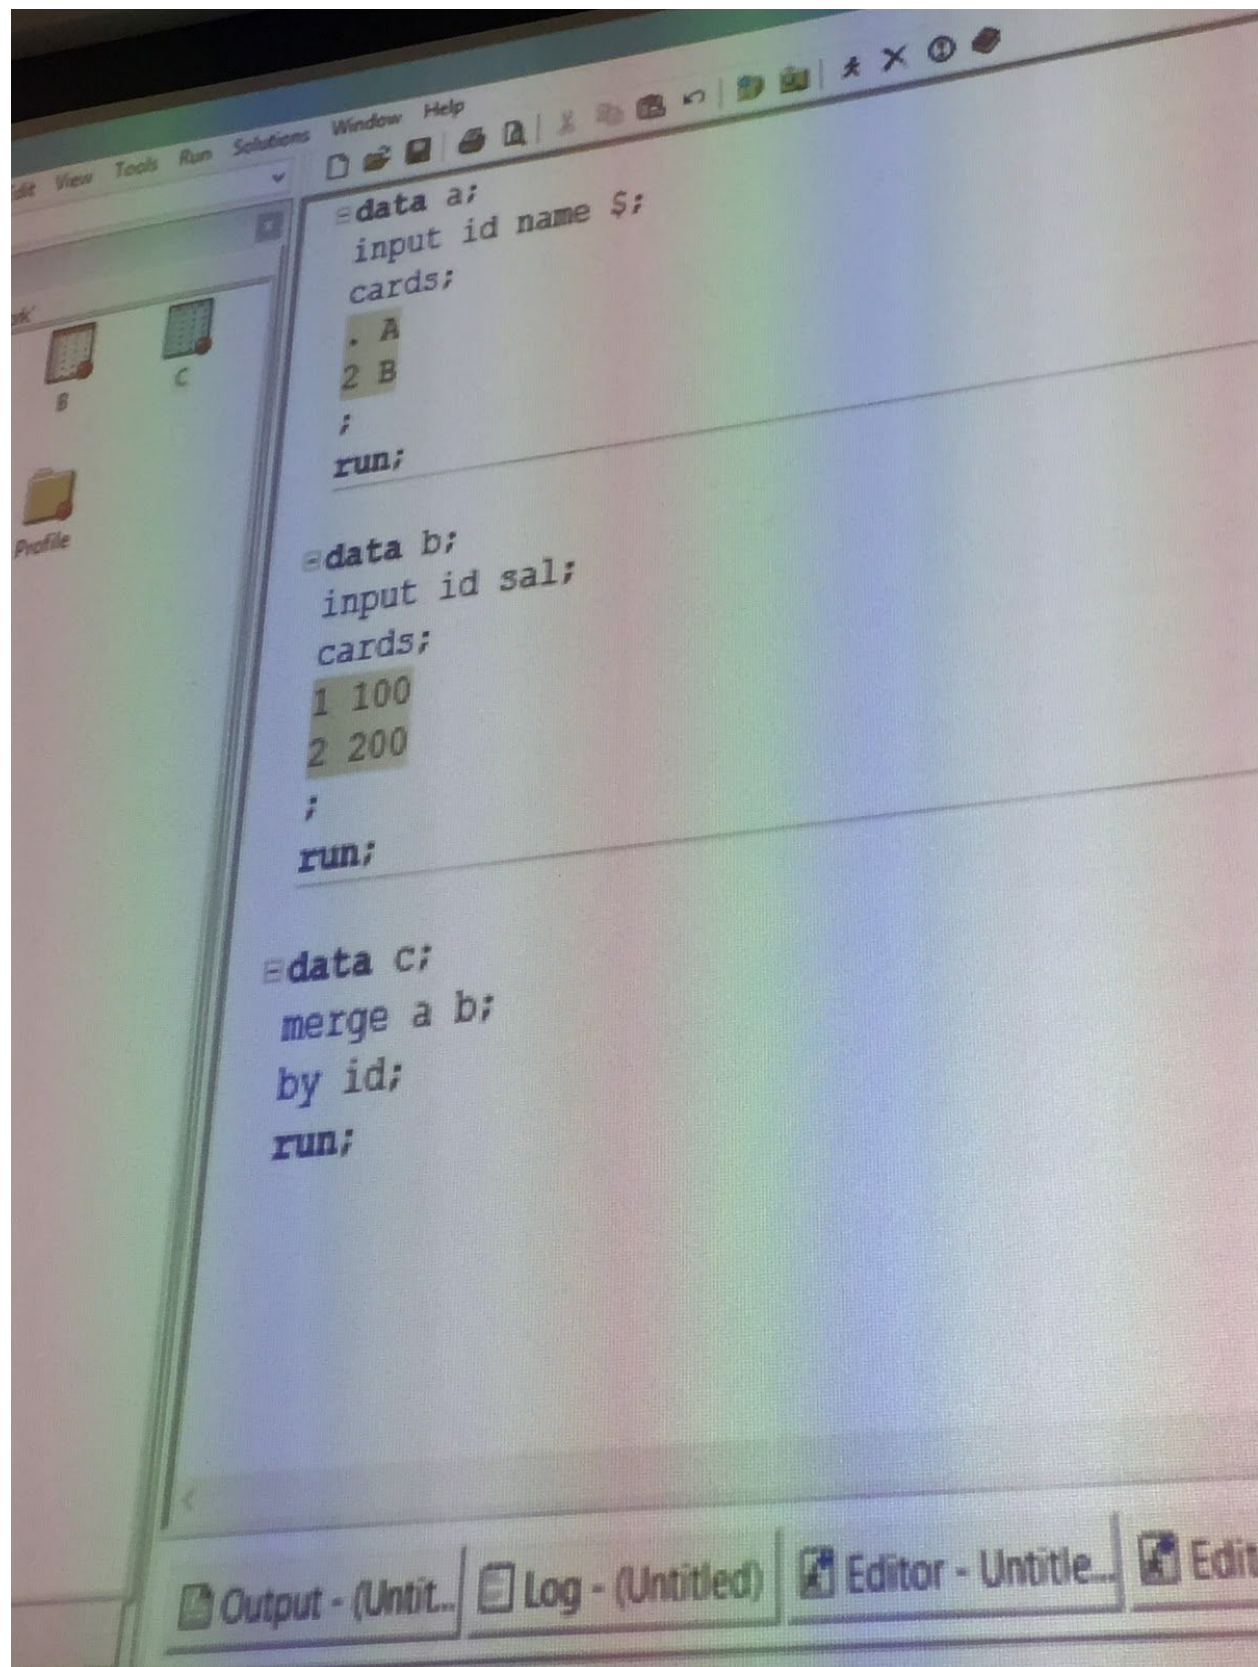 View Tools Run Solutions Window Help
data a;
input id name $;
cards;
. A
2 B
;
run;
data b;
input id sal;
cards;
1 100
2 200
;
run;
data c;
merge a b;
by id;
run;
B
C
Profile
Output - (Untit...
Log - (Untitled)
Editor - Untitle...